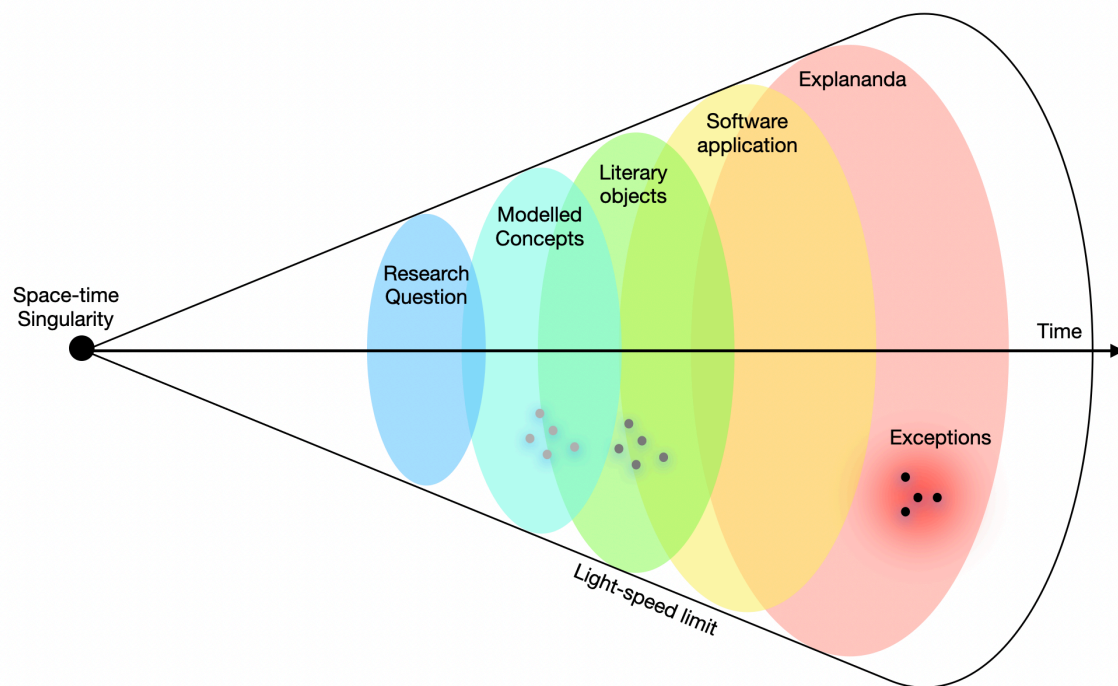 Space-time
Singularity
Research
Question
Modelled
Concepts
Literary
objects
Software
application
Explananda
Time
Exceptions
Light-speed limit